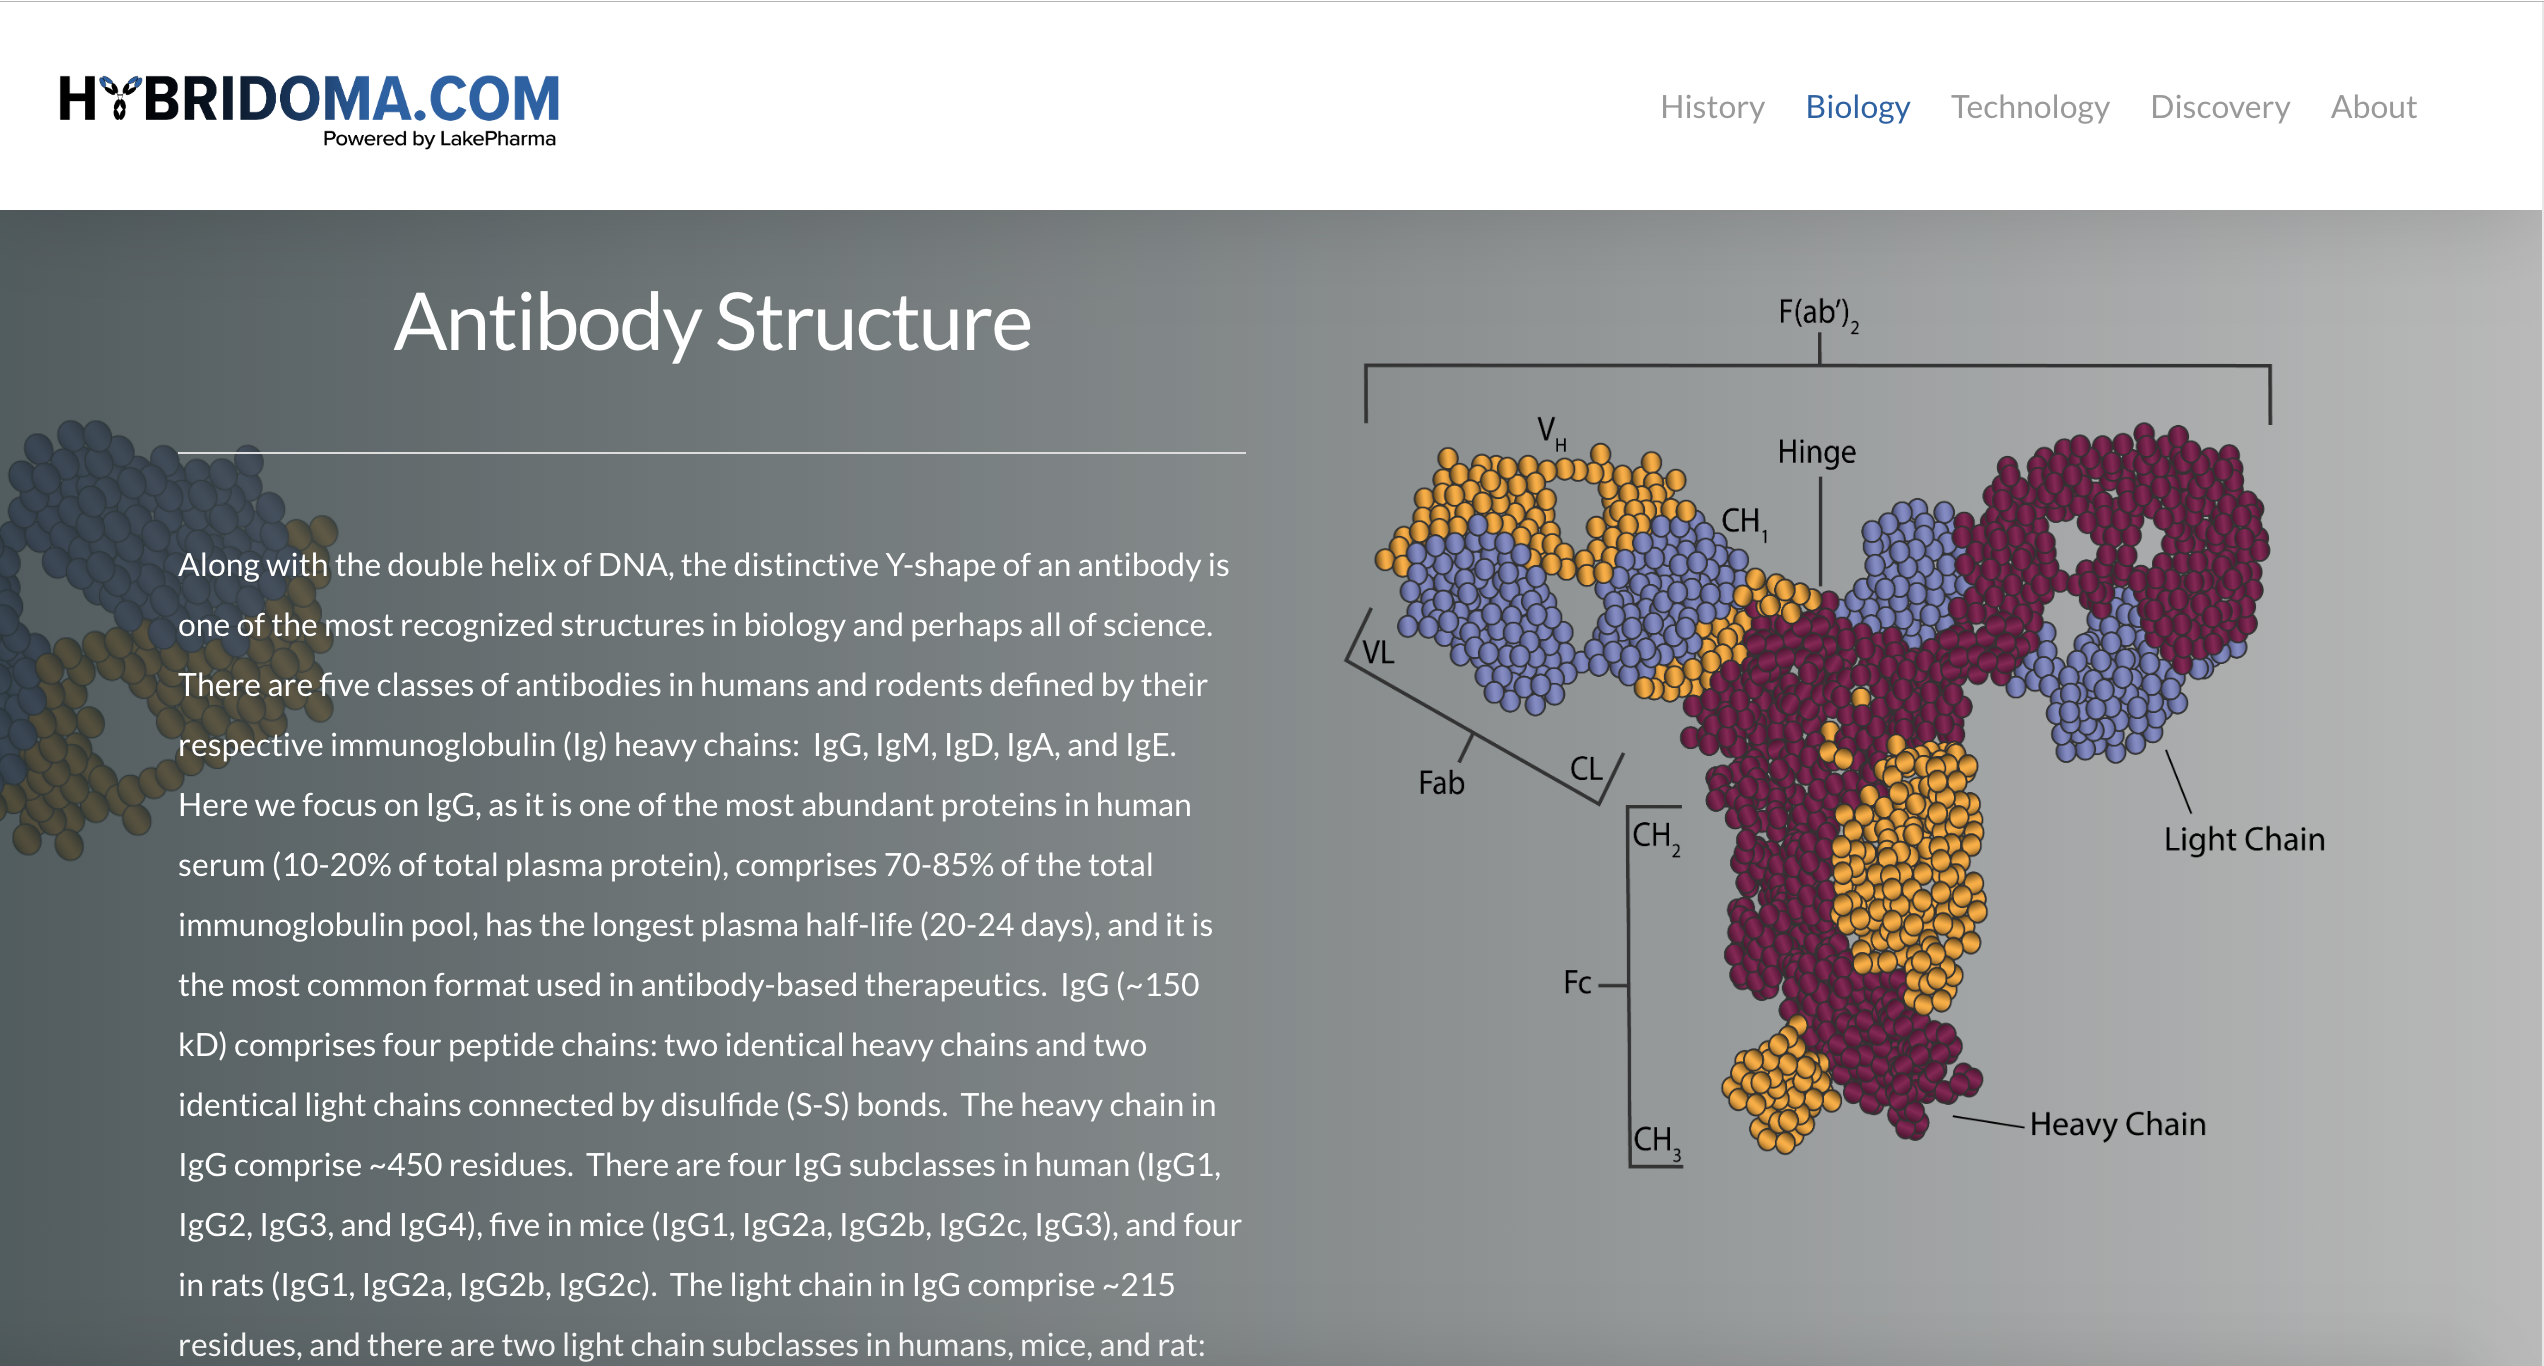 HYBRIDOMA.COM
Powered by LakePharma
History Biology Technology Discovery About
Antibody Structure
Along with the double helix of DNA, the distinctive Y-shape of an antibody is
one of the most recognized structures in biology and perhaps all of science.
There are five classes of antibodies in humans and rodents defined by their
respective immunoglobulin (Ig) heavy chains:  IgG, IgM, IgD, IgA, and IgE.
Here we focus on IgG, as it is one of the most abundant proteins in human
serum (10-20% of total plasma protein), comprises 70-85% of the total
immunoglobulin pool, has the longest plasma half-life (20-24 days), and it is
the most common format used in antibody-based therapeutics.  IgG (~150
kD) comprises four peptide chains: two identical heavy chains and two
identical light chains connected by disulfide (S-S) bonds.  The heavy chain in
IgG comprise ~450 residues.  There are four IgG subclasses in human (IgG1,
IgG2, IgG3, and IgG4), five in mice (IgG1, IgG2a, IgG2b, IgG2c, IgG3), and four
in rats (IgG1, IgG2a, IgG2b, IgG2c).  The light chain in IgG comprise ~215
residues, and there are two light chain subclasses in humans, mice, and rat:
F(ab')2
VH
Hinge
CH1
VL
Fab
CL
CH2
Light Chain
Fc
Heavy Chain
CH3